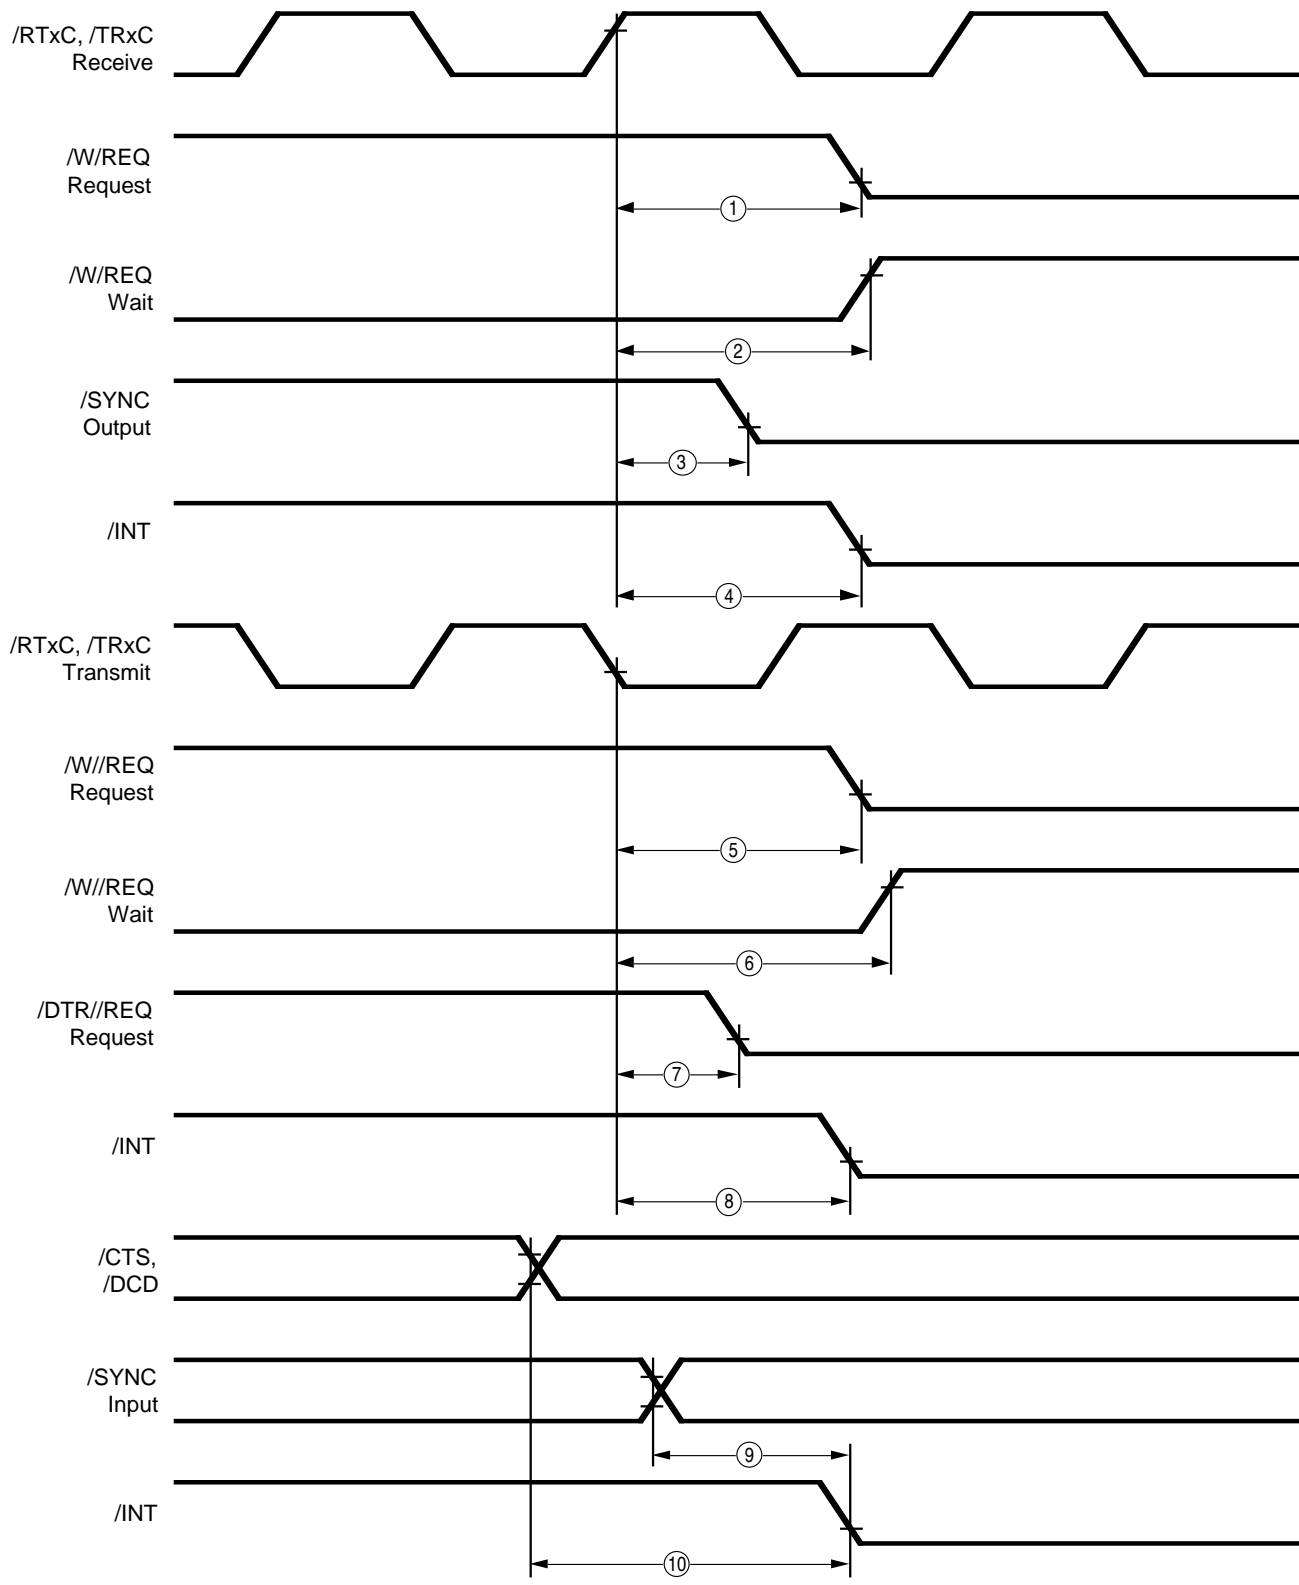 /RTxC, /TRxC
Receive
/W/REQ
Request
1
/W/REQ
Wait
2
/SYNC
Output
3
/INT
4
/RTxC, /TRxC
Transmit
/W//REQ
Request
5
/W//REQ
Wait
6
/DTR//REQ
Request
7
/INT
8
/CTS,
/DCD
/SYNC
Input
9
/INT
10